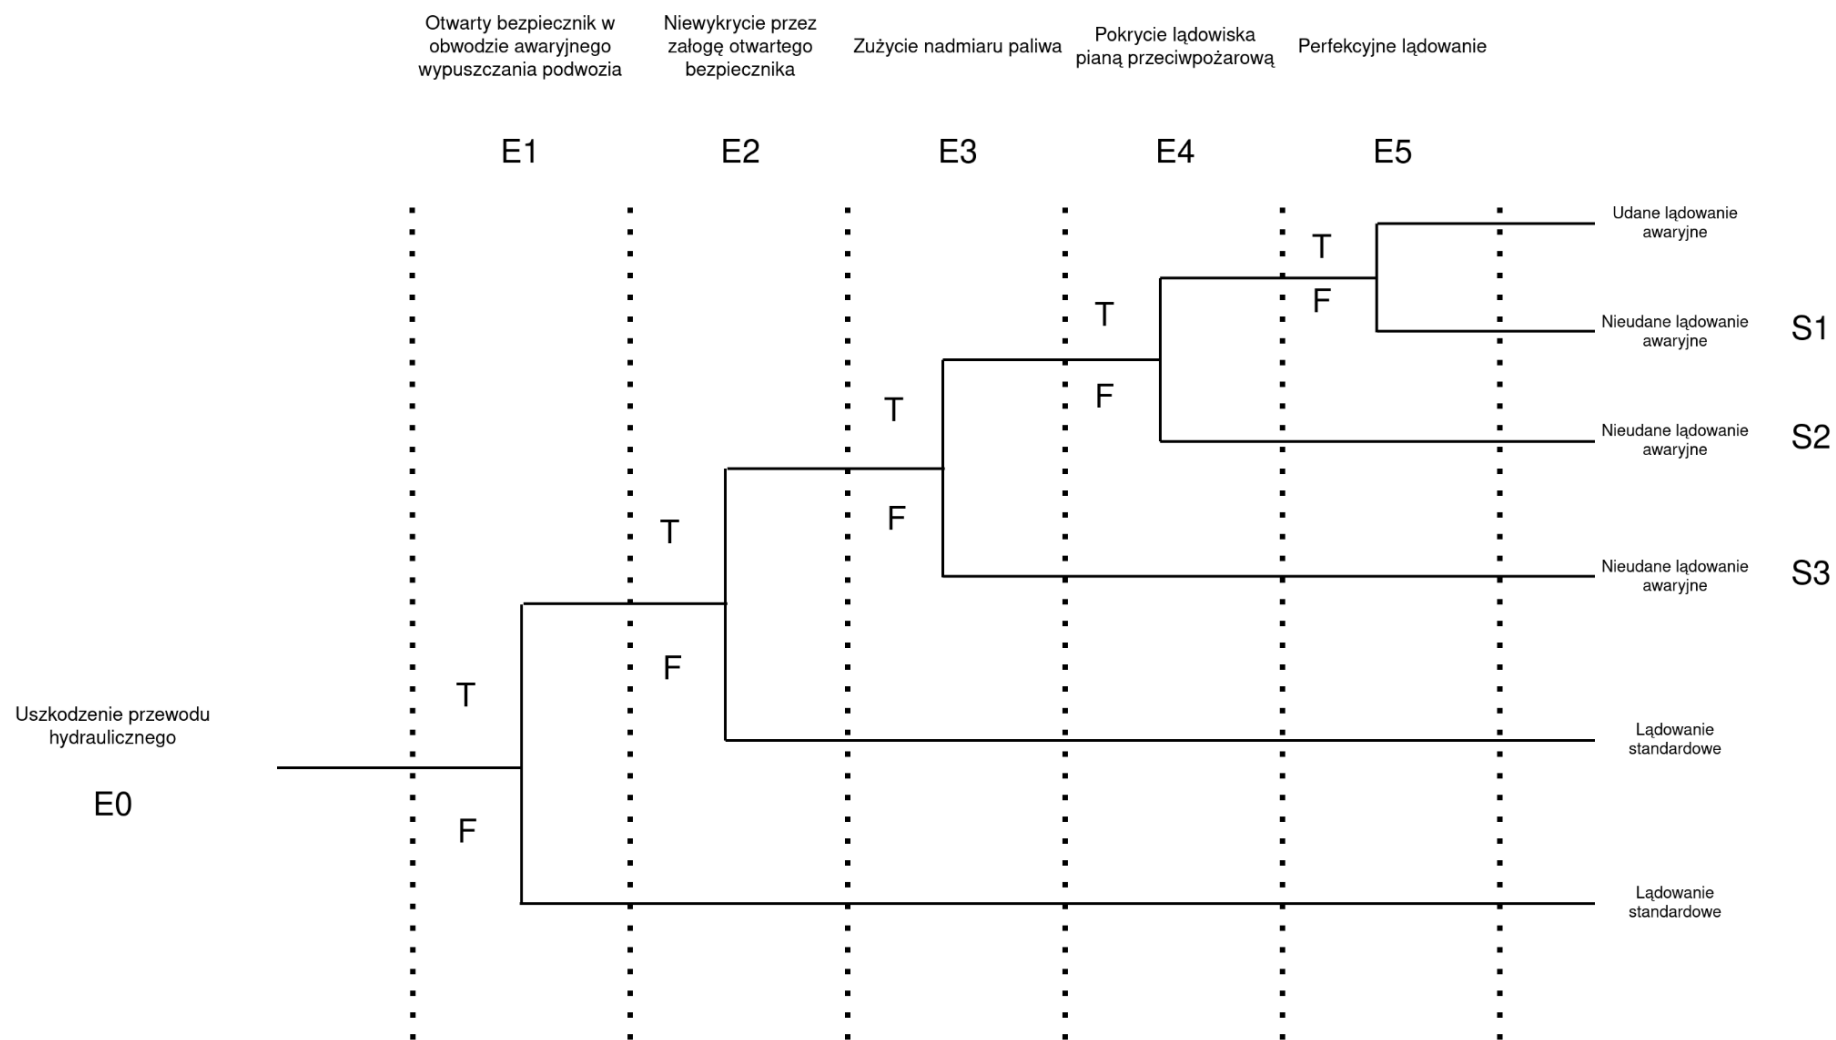 Otwarty bezpiecznik w
obwodzie awaryjnego
wypuszczania podwozia
Niewykrycie przez
załogę otwartego
bezpiecznika
Zużycie nadmiaru paliwa
Pokrycie lądowiska
pianą przeciwpożarową
Perfekcyjne lądowanie
E1
E2
E3
E4
E5
Udane lądowanie
awaryjne
T
F
Nieudane lądowanie
awaryjne
S1
T
F
Nieudane lądowanie
awaryjne
S2
T
F
Nieudane lądowanie
awaryjne
S3
T
F
Lądowanie
standardowe
T
F
Uszkodzenie przewodu
hydraulicznego
E0
Lądowanie
standardowe